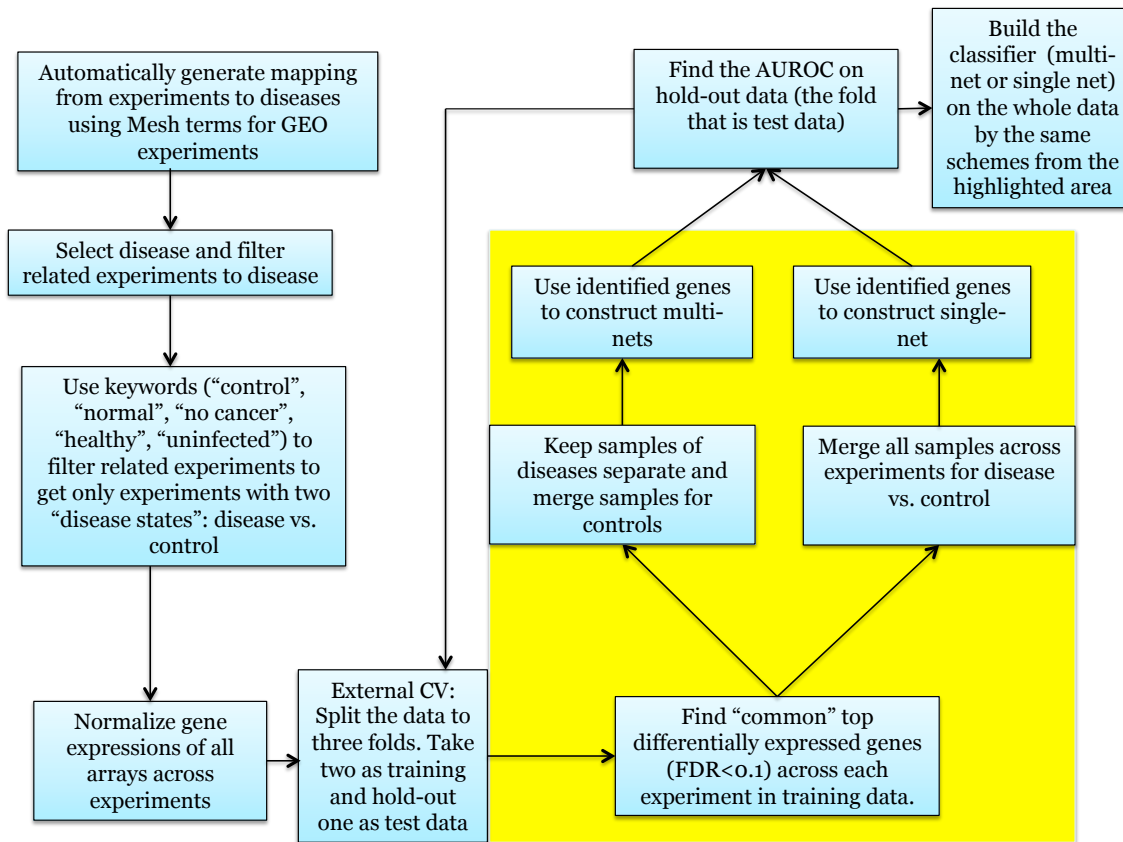 Automatically generate mapping
from experiments to diseases
using Mesh terms for GEO
experiments
Select disease and filter
related experiments to disease
Use keywords (“control”,
“normal”, “no cancer”,
“healthy”, “uninfected”) to
filter related experiments to
get only experiments with two
“disease states”: disease vs.
control
Normalize gene
expressions of all
arrays across
experiments
External CV:
Split the data to
three folds. Take
two as training
and hold-out
one as test data
Find “common” top
differentially expressed genes
(FDR<0.1) across each
experiment in training data.
Keep samples of
diseases separate and
merge samples for
controls
Merge all samples across
experiments for disease
vs. control
Use identified genes
to construct multi-
nets
Use identified genes
to construct single-
net
Find the AUROC on
hold-out data (the fold
that is test data)
Build the
classifier (multi-
net or single net)
on the whole data
by the same
schemes from the
highlighted area